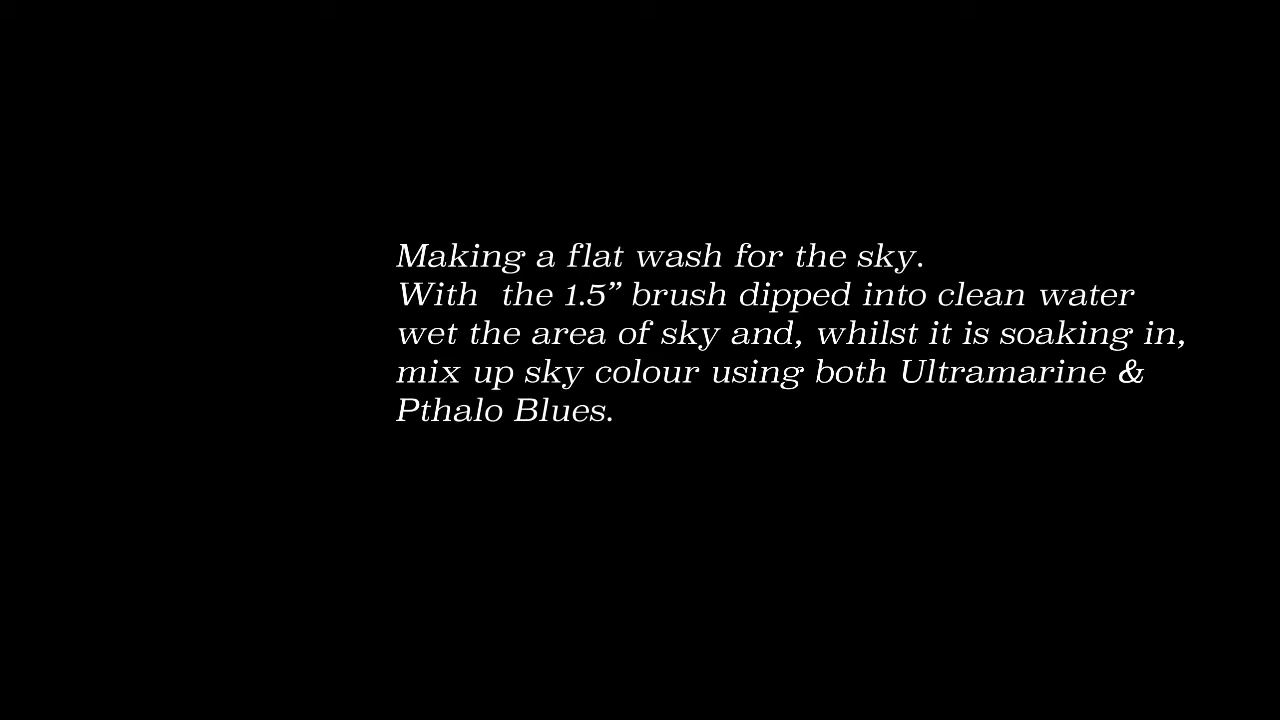 Making a flat wash for the sky.
With  the 1.5” brush dipped into clean water
wet the area of sky and, whilst it is soaking in,
mix up sky colour using both Ultramarine &
Pthalo Blues.